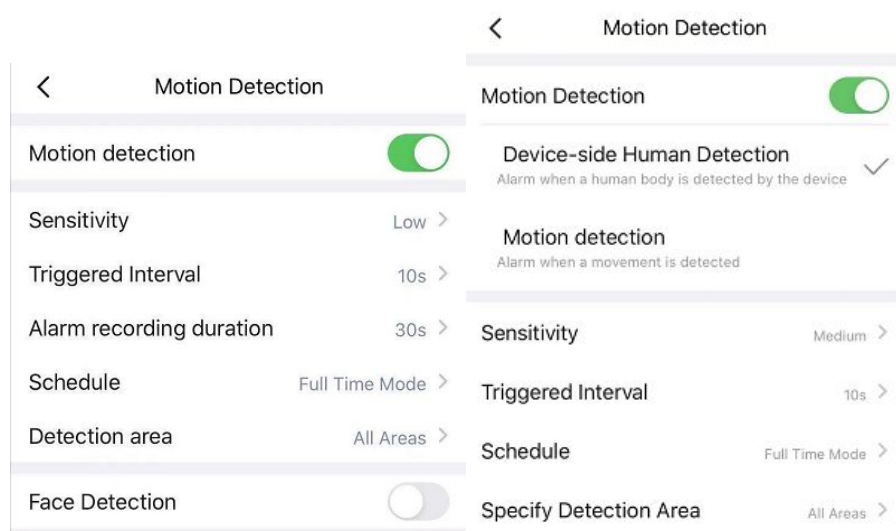 Motion Detection
Motion detection
Sensitivity Low
Triggered Interval 10s
Alarm recording duration 30s
Schedule Full Time Mode
Detection area All Areas
Face Detection
Motion Detection
Motion Detection
Device-side Human Detection
Alarm when a human body is detected by the device
Motion detection
Alarm when a movement is detected
Sensitivity Medium
Triggered Interval 10s
Schedule Full Time Mode
Specify Detection Area All Areas